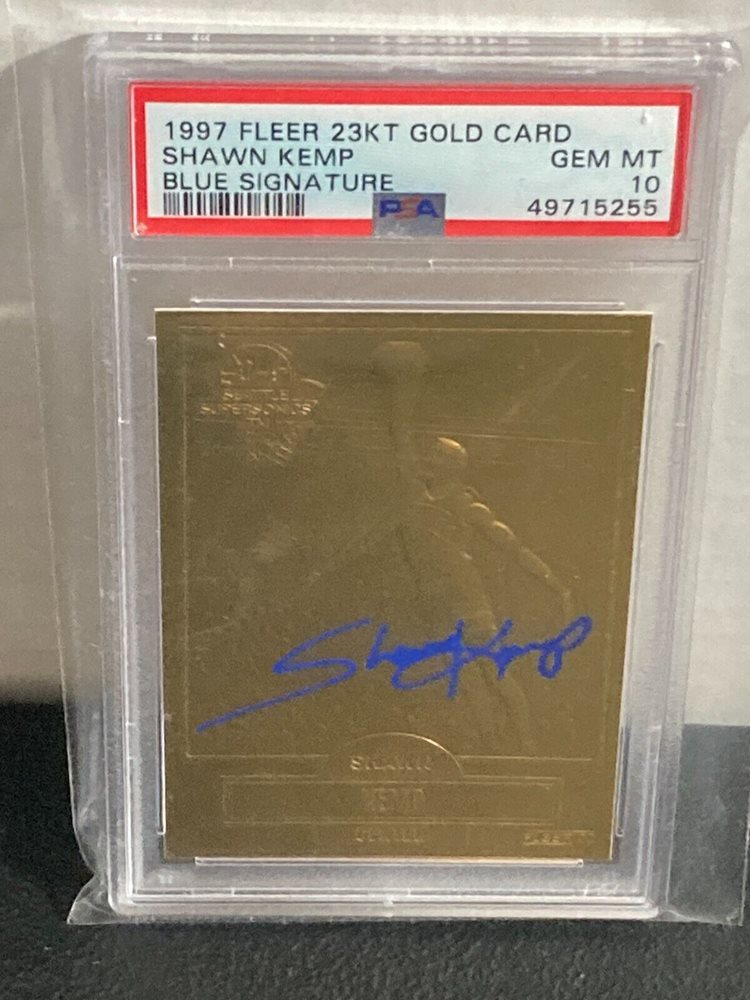 1997 FLEER 23KT GOLD CARD
SHAWN KEMP GEM MT
BLUE SIGNATURE 10
PSA 49715255
SEATTLE
SUPERSONICS
Shawn Kemp
SHAWN
KEMP